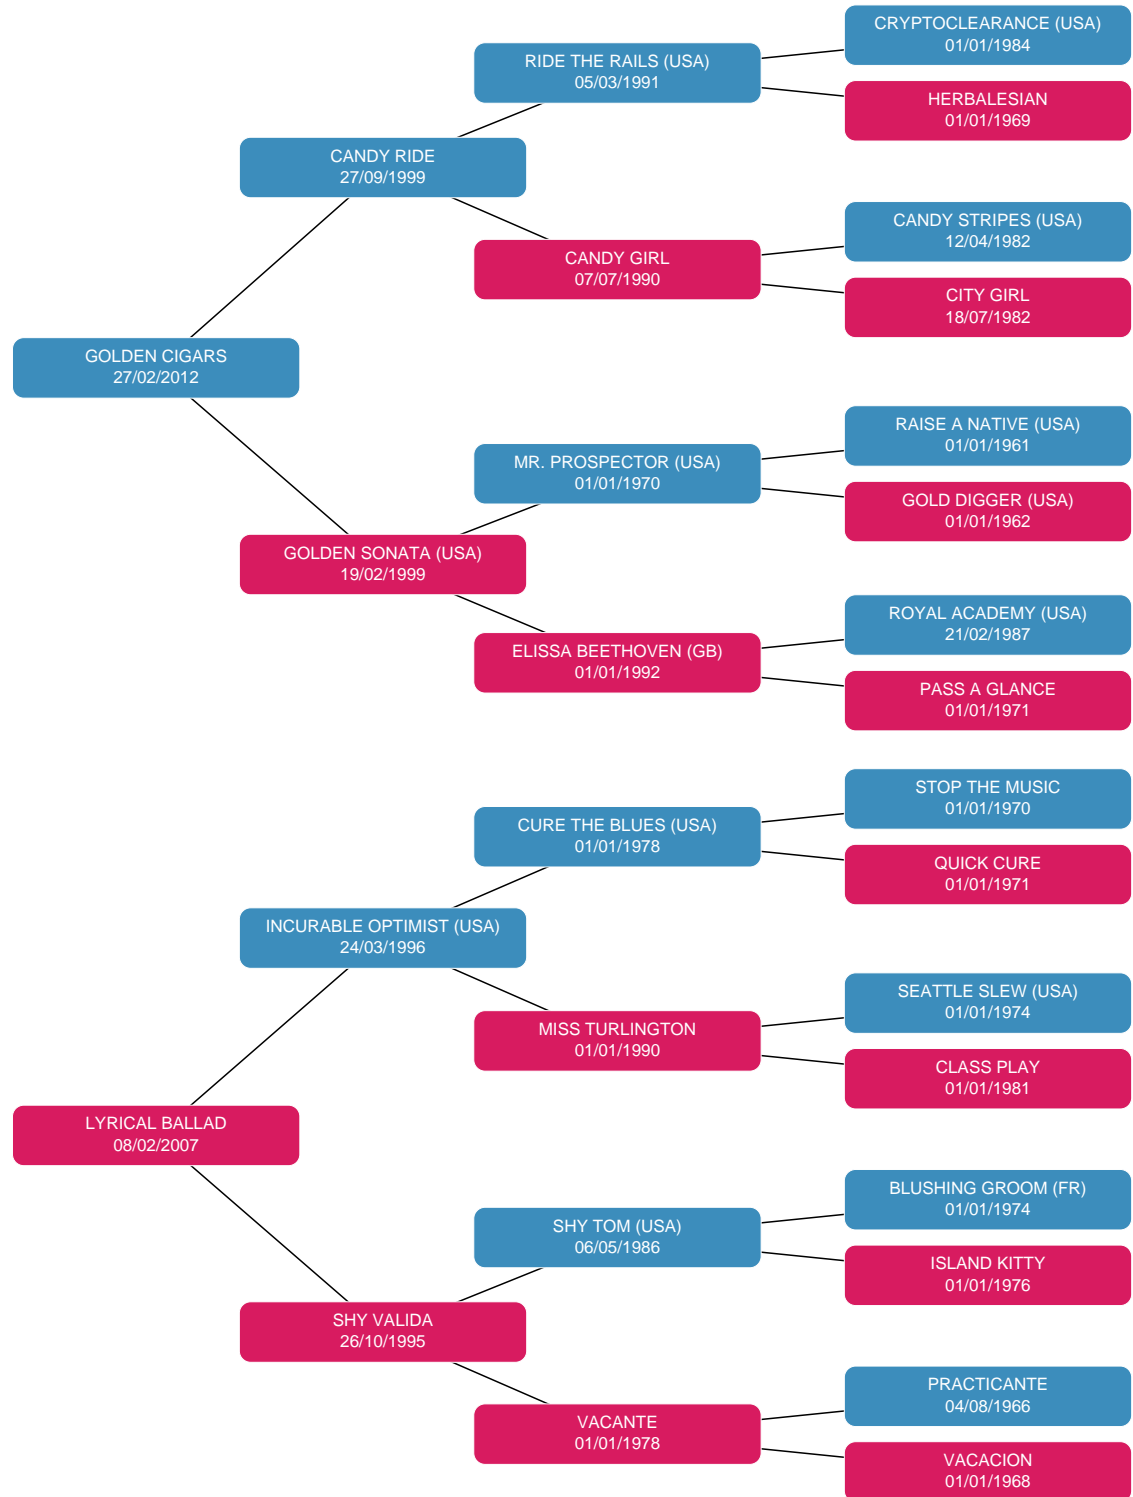 CRYPTOCLEARANCE (USA)
01/01/1984
RIDE THE RAILS (USA)
05/03/1991
HERBALESIAN
01/01/1969
CANDY RIDE
27/09/1999
CANDY STRIPES (USA)
12/04/1982
CANDY GIRL
07/07/1990
CITY GIRL
18/07/1982
GOLDEN CIGARS
27/02/2012
RAISE A NATIVE (USA)
01/01/1961
MR. PROSPECTOR (USA)
01/01/1970
GOLD DIGGER (USA)
01/01/1962
GOLDEN SONATA (USA)
19/02/1999
ROYAL ACADEMY (USA)
21/02/1987
ELISSA BEETHOVEN (GB)
01/01/1992
PASS A GLANCE
01/01/1971
STOP THE MUSIC
01/01/1970
CURE THE BLUES (USA)
01/01/1978
QUICK CURE
01/01/1971
INCURABLE OPTIMIST (USA)
24/03/1996
SEATTLE SLEW (USA)
01/01/1974
MISS TURLINGTON
01/01/1990
CLASS PLAY
01/01/1981
LYRICAL BALLAD
08/02/2007
BLUSHING GROOM (FR)
01/01/1974
SHY TOM (USA)
06/05/1986
ISLAND KITTY
01/01/1976
SHY VALIDA
26/10/1995
PRACTICANTE
04/08/1966
VACANTE
01/01/1978
VACACION
01/01/1968